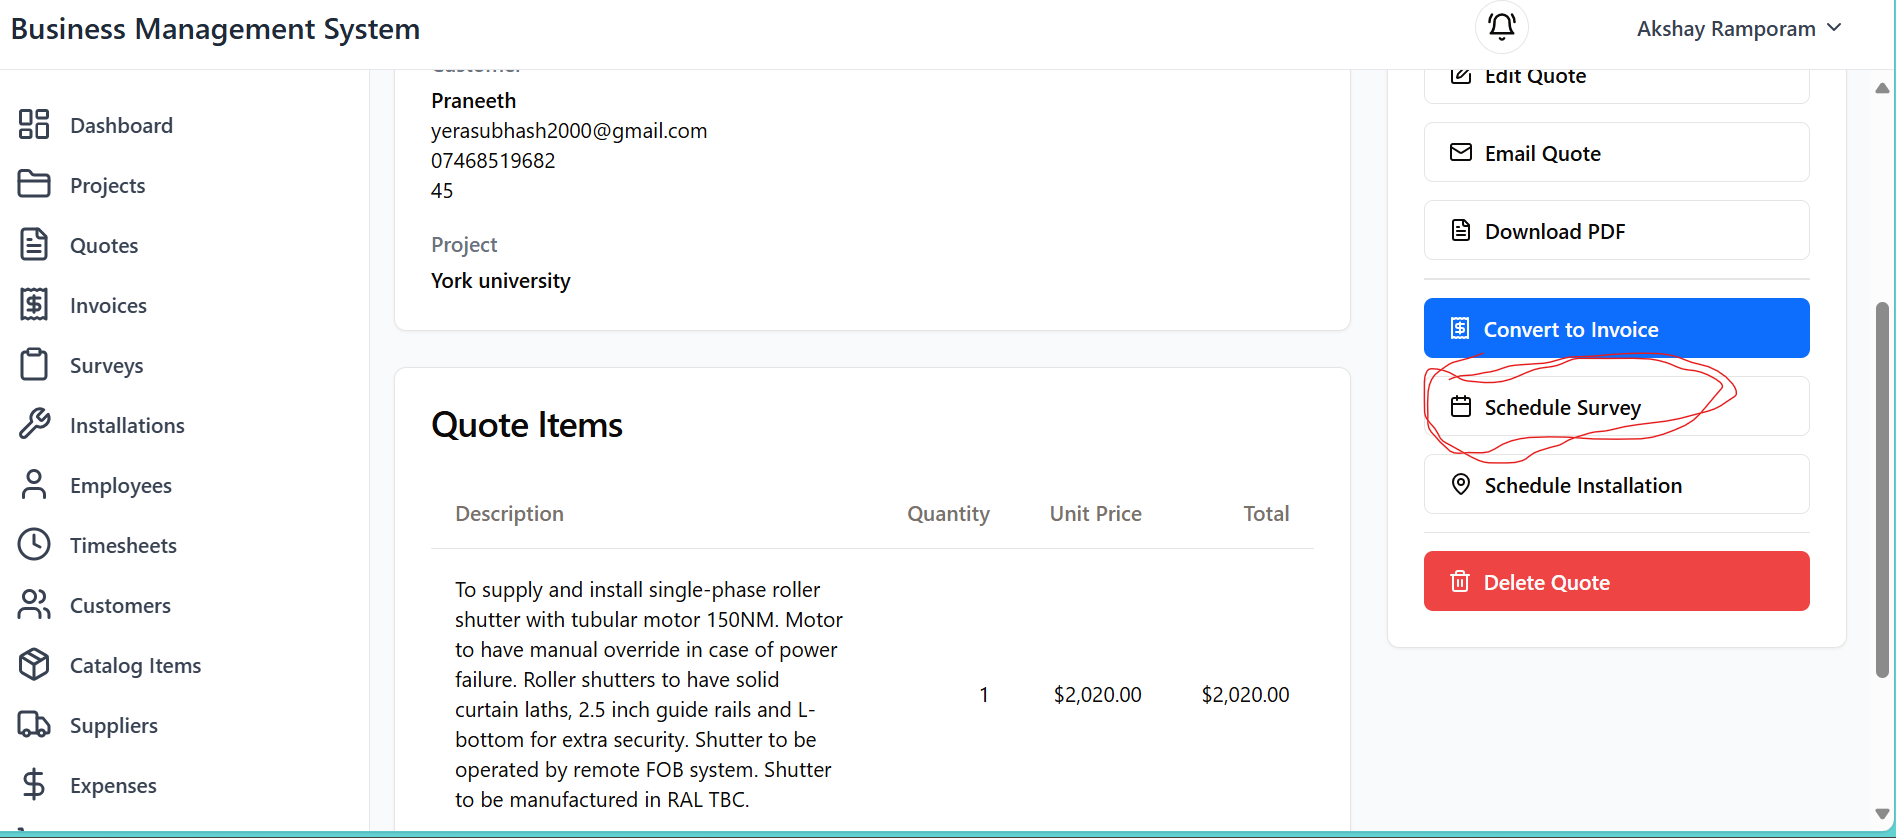 Business Management System
Akshay Ramporam
Dashboard
Projects
Quotes
Invoices
Surveys
Installations
Employees
Timesheets
Customers
Catalog Items
Suppliers
Expenses
Customer
Praneeth
yerasubhash2000@gmail.com
07468519682
45
Project
York university
Quote Items
Description Quantity Unit Price Total
To supply and install single-phase roller
shutter with tubular motor 150NM. Motor
to have manual override in case of power
failure. Roller shutters to have solid
curtain laths, 2.5 inch guide rails and L-
bottom for extra security. Shutter to be
operated by remote FOB system. Shutter
to be manufactured in RAL TBC.
1 $2,020.00 $2,020.00
Edit Quote
Email Quote
Download PDF
Convert to Invoice
Schedule Survey
Schedule Installation
Delete Quote